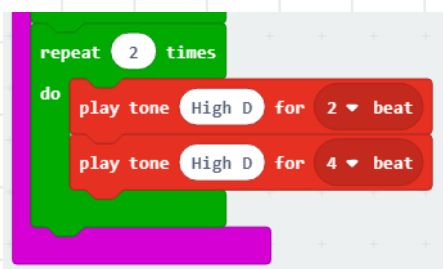 repeat 2 times
do
play tone High D for 2 beat
play tone High D for 4 beat